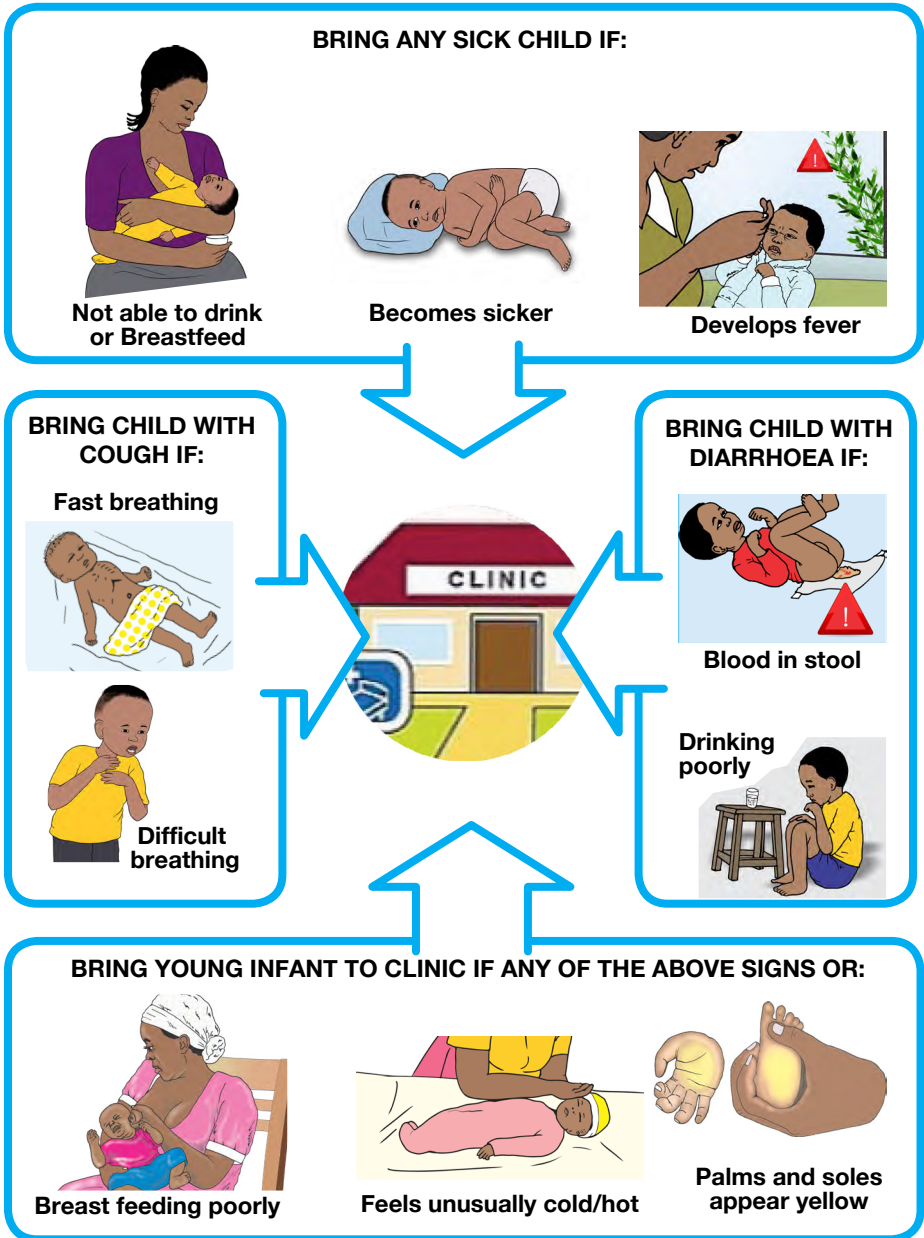 BRING ANY SICK CHILD IF:
Not able to drink
or Breastfeed
Becomes sicker
!
Develops fever
BRING CHILD WITH
COUGH IF:
Fast breathing
Difficult
breathing
CLINIC
BRING CHILD WITH
DIARRHOEA IF:
!
Blood in stool
Drinking
poorly
BRING YOUNG INFANT TO CLINIC IF ANY OF THE ABOVE SIGNS OR:
Breast feeding poorly
Feels unusually cold/hot
Palms and soles
appear yellow